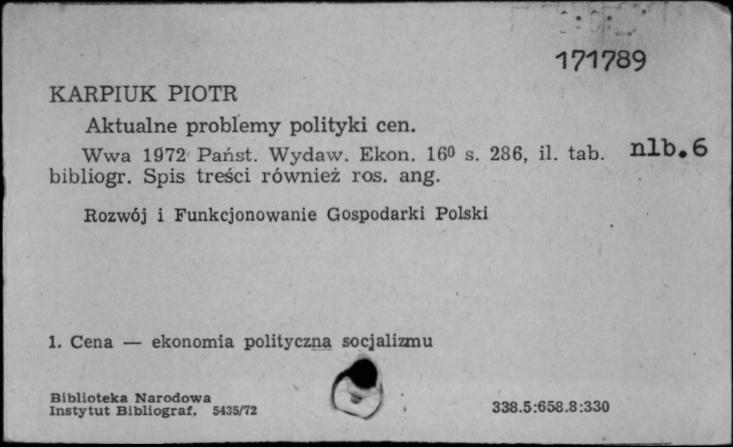 171789
KARPIUK PIOTR
Aktualne problemy polityki cen.
Wwa 1972 Państ. Wydaw. Ekon. 16⁰ s. 286, il. tab. nlb. 6
bibliogr. Spis treści również ros. ang.
Rozwój i Funkcjonowanie Gospodarki Polski
1. Cena — ekonomia polityczna socjalizmu
Biblioteka Narodowa
Instytut Bibliograf. 5435/72
338.5:658.8:330